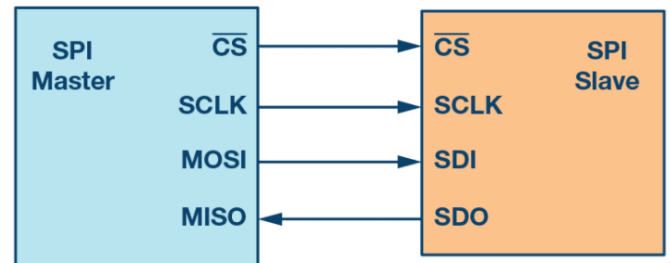 SPI
Master
CS
SCLK
MOSI
MISO
CS
SCLK
SDI
SDO
SPI
Slave